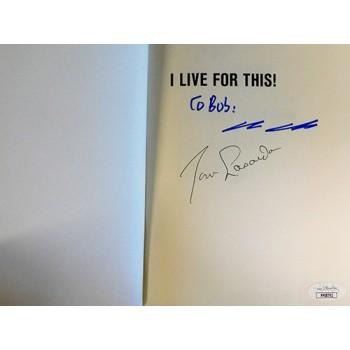 I LIVE FOR THIS!
TO BOB:
Tom Lasorda